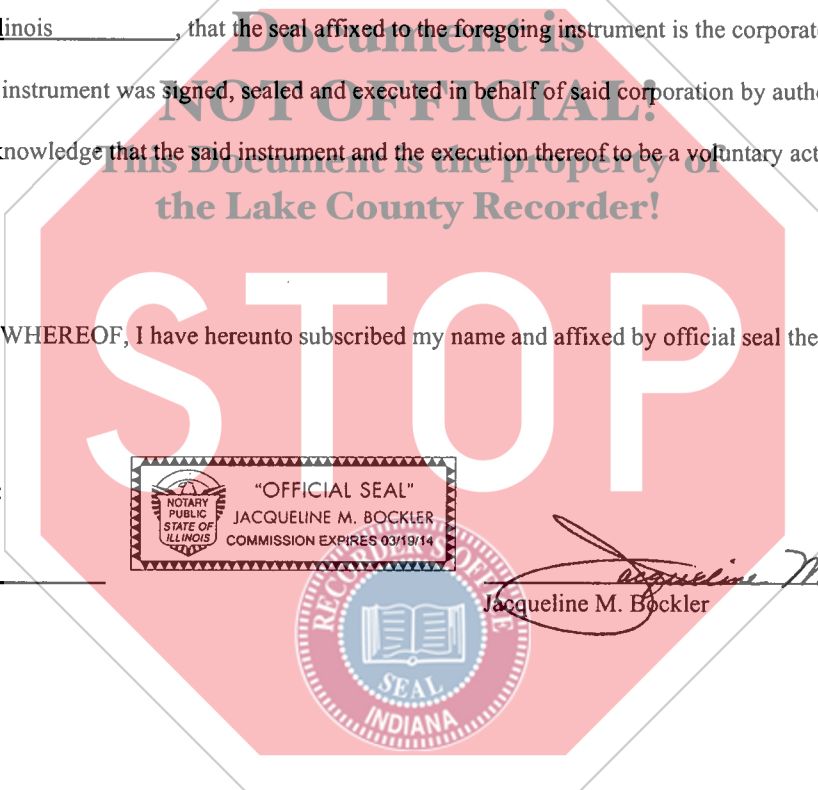 linois, that the seal affixed to the foregoing instrument is the corporat
Document is
instrument was signed, sealed and executed in behalf of said corporation by autho
NOT OFFICIAL!
knowledge that the said instrument and the execution thereof to be a voluntary act
This Document is the property of
the Lake County Recorder!
STOP
WHEREOF, I have hereunto subscribed my name and affixed by official seal the
NOTARY
PUBLIC
STATE OF
ILLINOIS
"OFFICIAL SEAL"
JACQUELINE M. BOCKLER
COMMISSION EXPIRES 03/19/14
Jacqueline M
Jacqueline M. Bockler
RECORDER'S OFFICE
SEAL
INDIANA